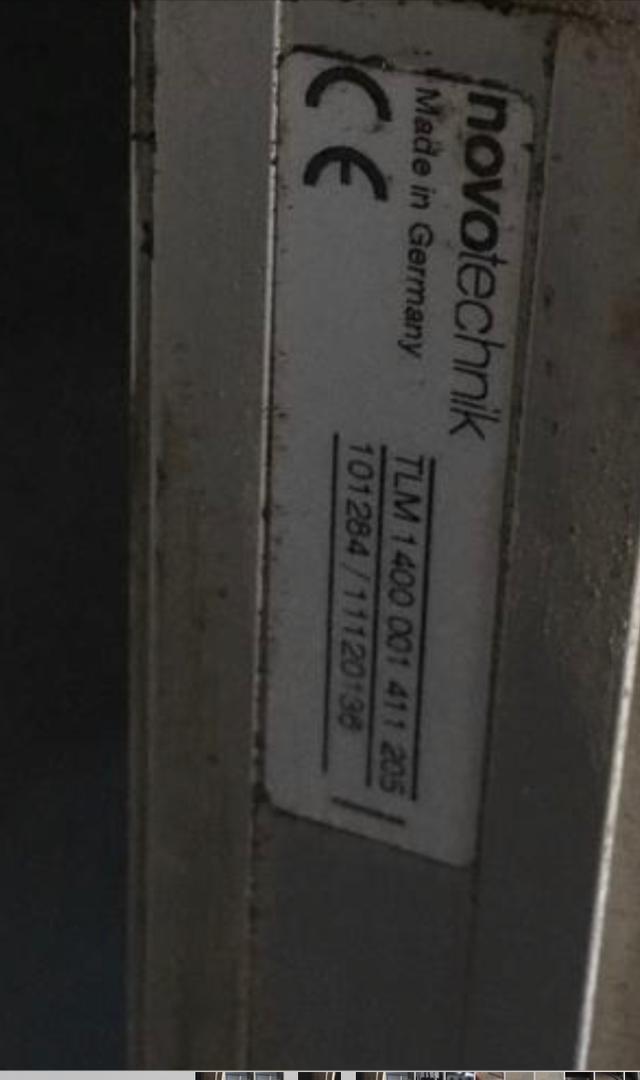 novotechnik
Made in Germany
CE
TLM 1400 001 411 205
101284 / 11120136